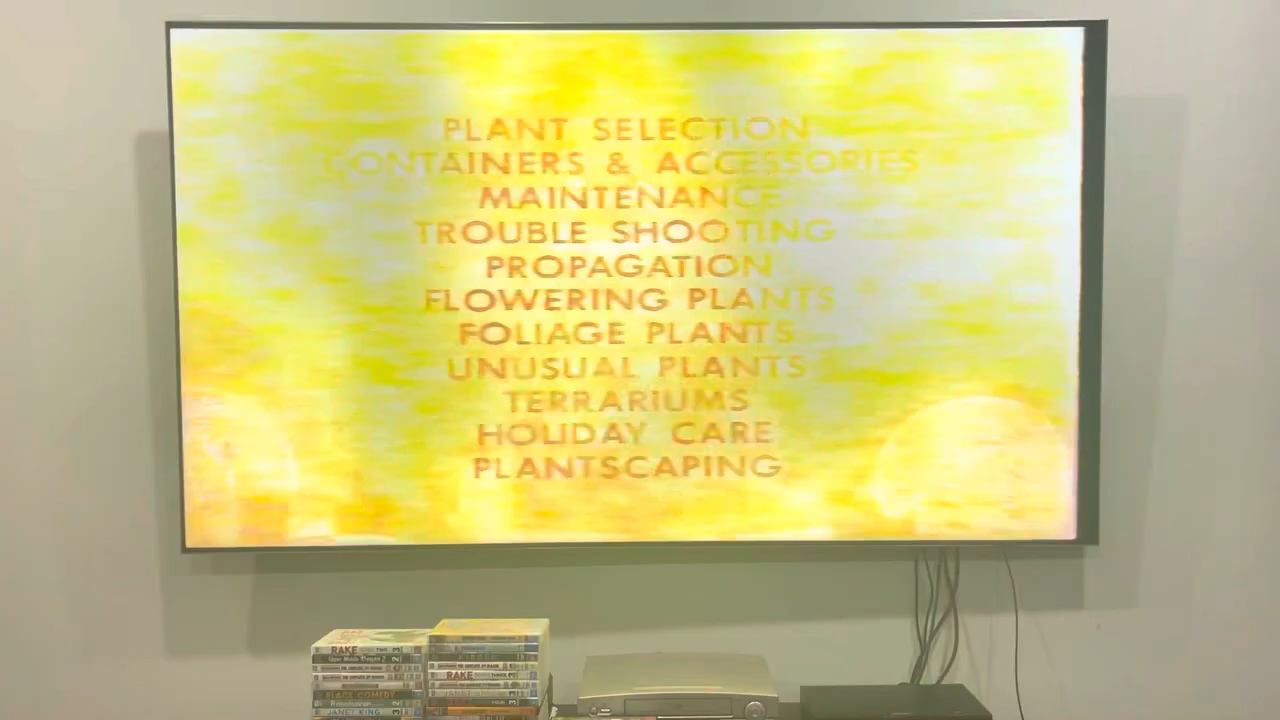 PLANT SELECTION
CONTAINERS & ACCESSORIES
MAINTENANCE
TROUBLE SHOOTING
PROPAGATION
FLOWERING PLANTS
FOLIAGE PLANTS
UNUSUAL PLANTS
TERRARIUMS
HOLIDAY CARE
PLANTSCAPING
RAKE
RAKE
BLACK COMEDY
JANET KING